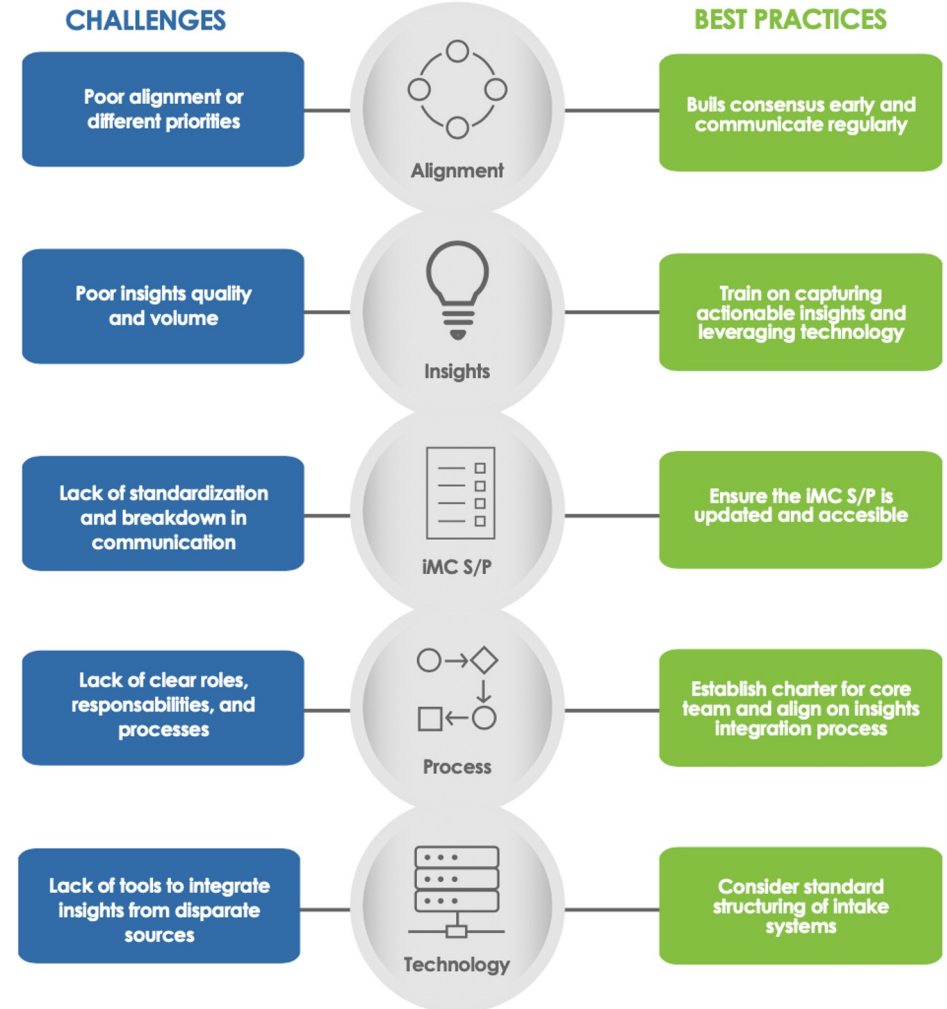 CHALLENGES
BEST PRACTICES
Poor alignment or
different priorities
Alignment
Buils consensus early and
communicate regularly
Poor insights quality
and volume
Insights
Train on capturing
actionable insights and
leveraging technology
Lack of standardization
and breakdown in
communication
iMC S/P
Ensure the iMC S/P is
updated and accesible
Lack of clear roles,
responsabilities, and
processes
Process
Establish charter for core
team and align on insights
integration process
Lack of tools to integrate
insights from disparate
sources
Technology
Consider standard
structuring of intake
systems